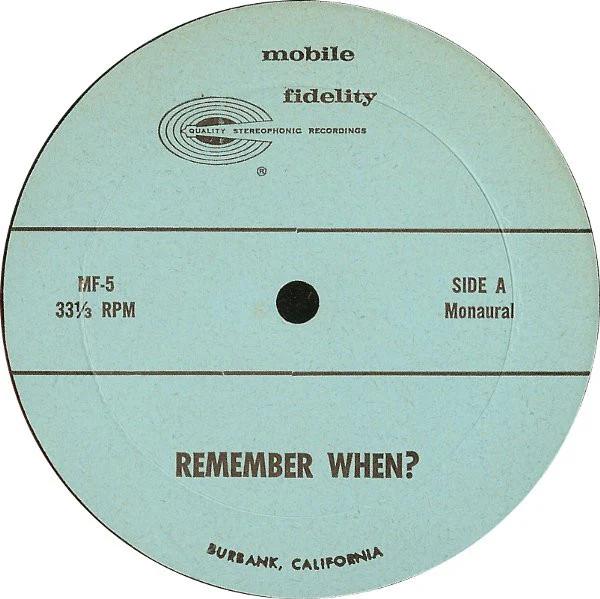 mobile
fidelity
QUALITY STEREOPHONIC RECORDINGS
®
MF-5
33⅓ RPM
SIDE A
Monaural
REMEMBER WHEN?
BURBANK, CALIFORNIA